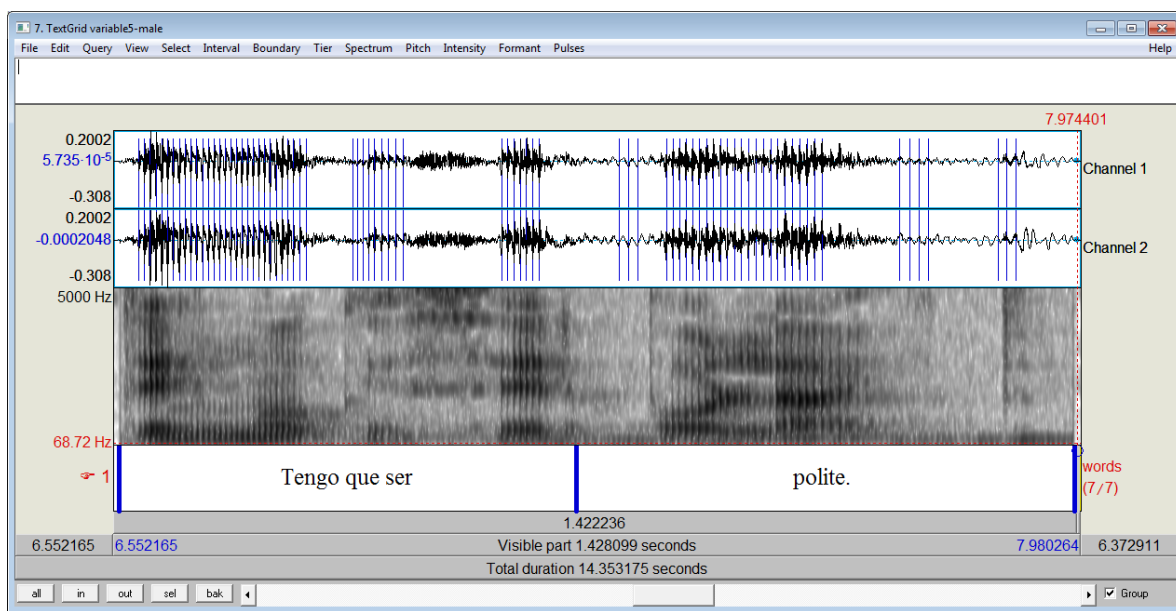 7. TextGrid variable5-male
File Edit Query View Select Interval Boundary Tier Spectrum Pitch Intensity Formant Pulses Help
7.974401
0.2002
5.735·10-5
-0.308
Channel 1
0.2002
-0.0002048
-0.308
Channel 2
5000 Hz
68.72 Hz
☞ 1 Tengo que ser polite. words
(7/7)
1.422236
6.552165 6.552165 Visible part 1.428099 seconds 7.980264 6.372911
Total duration 14.353175 seconds
all in out sel bak Group